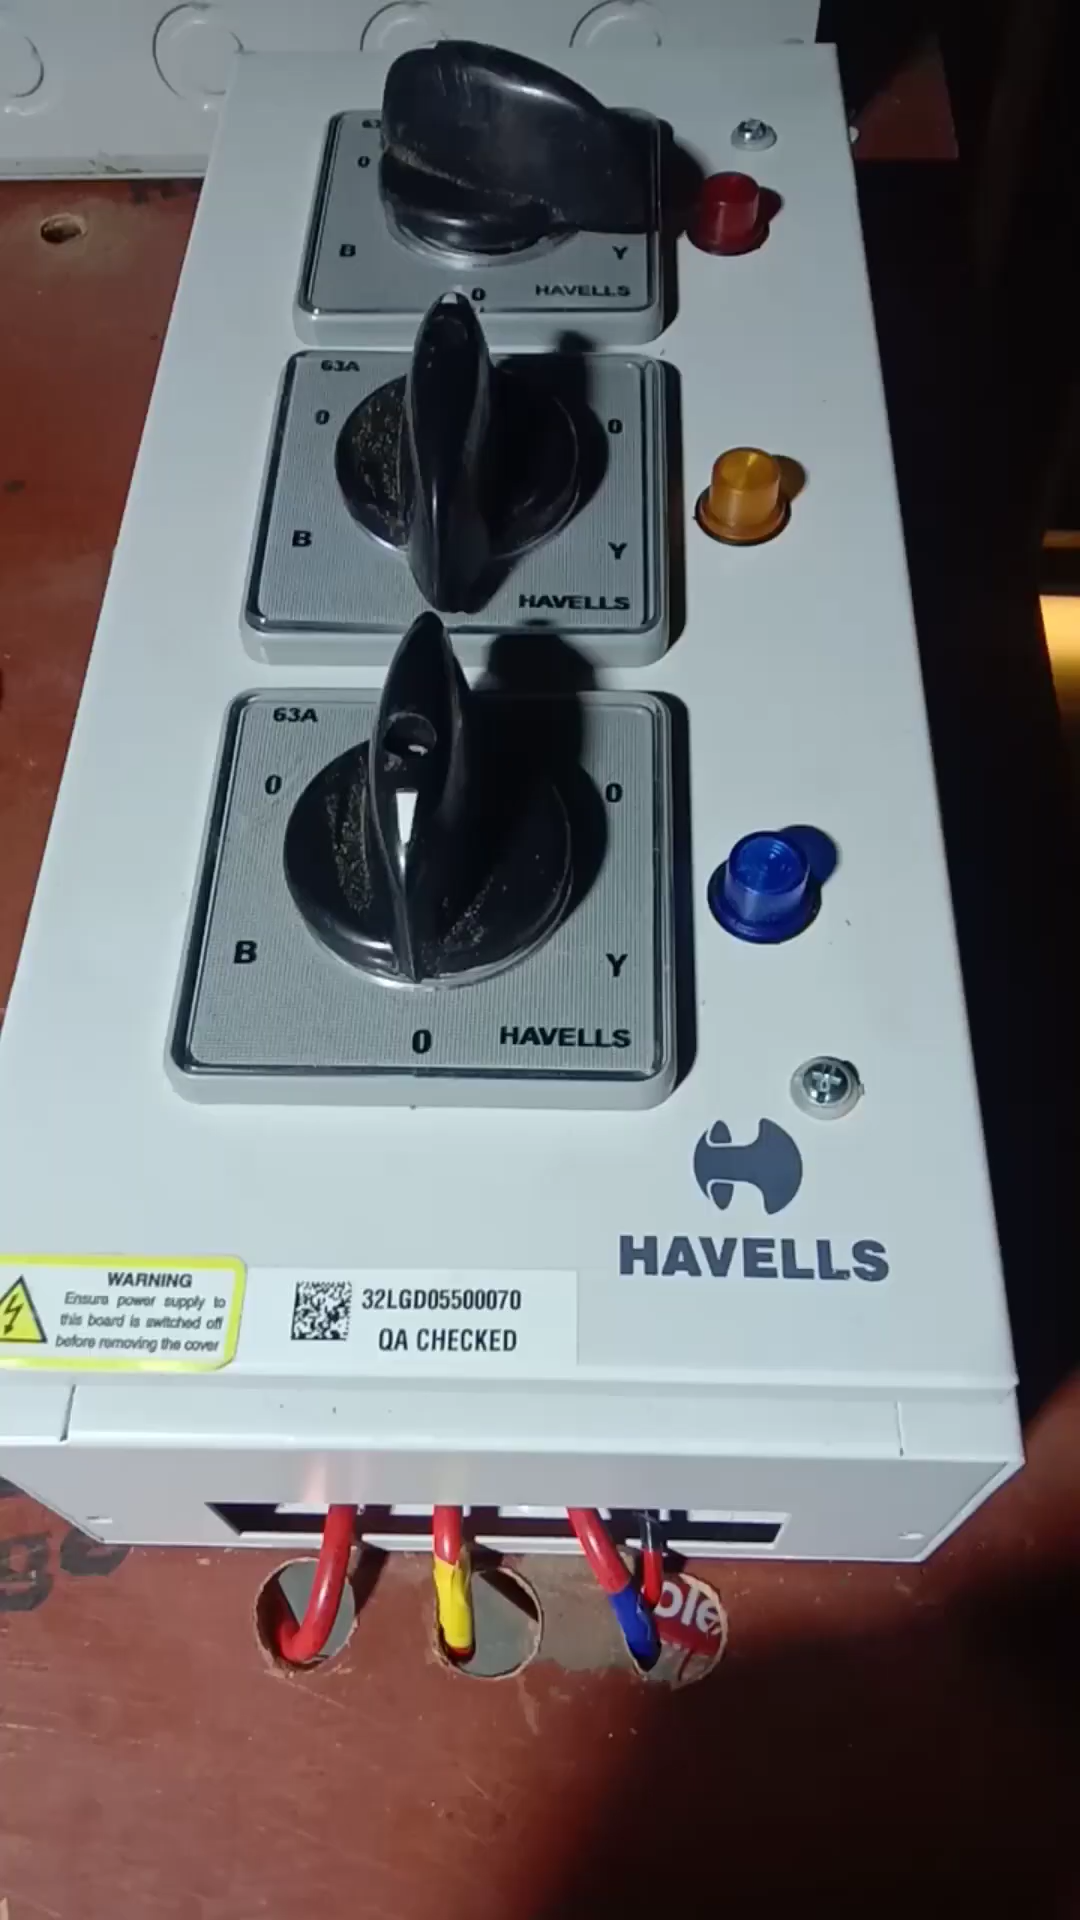 0
B
Y
0
HAVELLS
63A
0
0
B
Y
HAVELLS
63A
0
0
B
Y
0
HAVELLS
HAVELLS
WARNING
Ensure power supply to
this board is switched off
before removing the cover
32LGD05500070
QA CHECKED